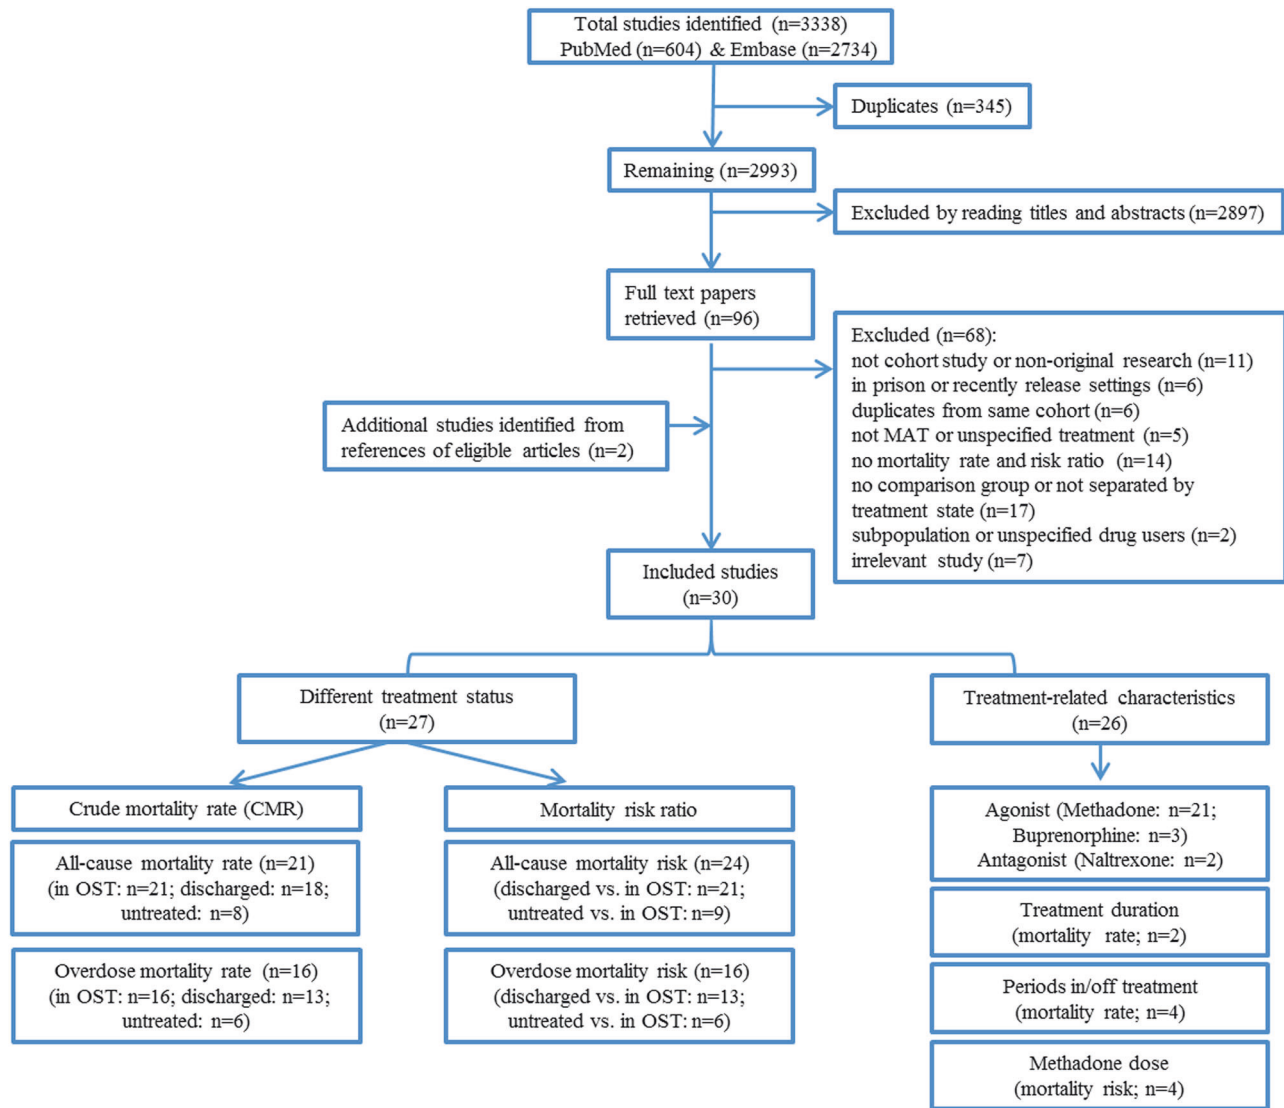 Total studies identified (n=3338)
PubMed (n=604) & Embase (n=2734)
Duplicates (n=345)
Remaining (n=2993)
Excluded by reading titles and abstracts (n=2897)
Full text papers
retrieved (n=96)
Excluded (n=68):
not cohort study or non-original research (n=11)
in prison or recently release settings (n=6)
duplicates from same cohort (n=6)
not MAT or unspecified treatment (n=5)
no mortality rate and risk ratio (n=14)
no comparison group or not separated by
treatment state (n=17)
subpopulation or unspecified drug users (n=2)
irrelevant study (n=7)
Additional studies identified from
references of eligible articles (n=2)
Included studies
(n=30)
Different treatment status
(n=27)
Treatment-related characteristics
(n=26)
Crude mortality rate (CMR)
All-cause mortality rate (n=21)
(in OST: n=21; discharged: n=18;
untreated: n=8)
Overdose mortality rate (n=16)
(in OST: n=16; discharged: n=13;
untreated: n=6)
Mortality risk ratio
All-cause mortality risk (n=24)
(discharged vs. in OST: n=21;
untreated vs. in OST: n=9)
Overdose mortality risk (n=16)
(discharged vs. in OST: n=13;
untreated vs. in OST: n=6)
Agonist (Methadone: n=21;
Buprenorphine: n=3)
Antagonist (Naltrexone: n=2)
Treatment duration
(mortality rate; n=2)
Periods in/off treatment
(mortality rate; n=4)
Methadone dose
(mortality risk; n=4)